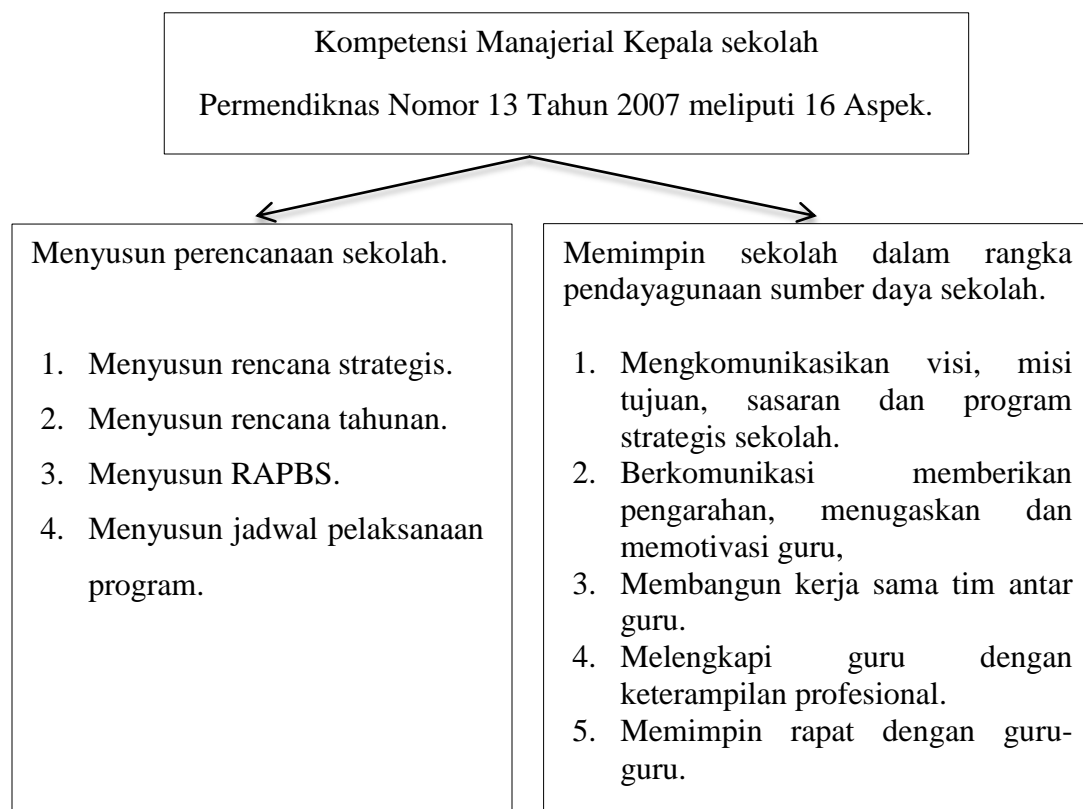 Kompetensi Manajerial Kepala sekolah
Permendiknas Nomor 13 Tahun 2007 meliputi 16 Aspek.
Menyusun perencanaan sekolah.
1. Menyusun rencana strategis.
2. Menyusun rencana tahunan.
3. Menyusun RAPBS.
4. Menyusun jadwal pelaksanaan
program.
Memimpin sekolah dalam rangka
pendayagunaan sumber daya sekolah.
1. Mengkomunikasikan visi, misi
tujuan, sasaran dan program
strategis sekolah.
2. Berkomunikasi memberikan
pengarahan, menugaskan dan
memotivasi guru,
3. Membangun kerja sama tim antar
guru.
4. Melengkapi guru dengan
keterampilan profesional.
5. Memimpin rapat dengan guru-
guru.